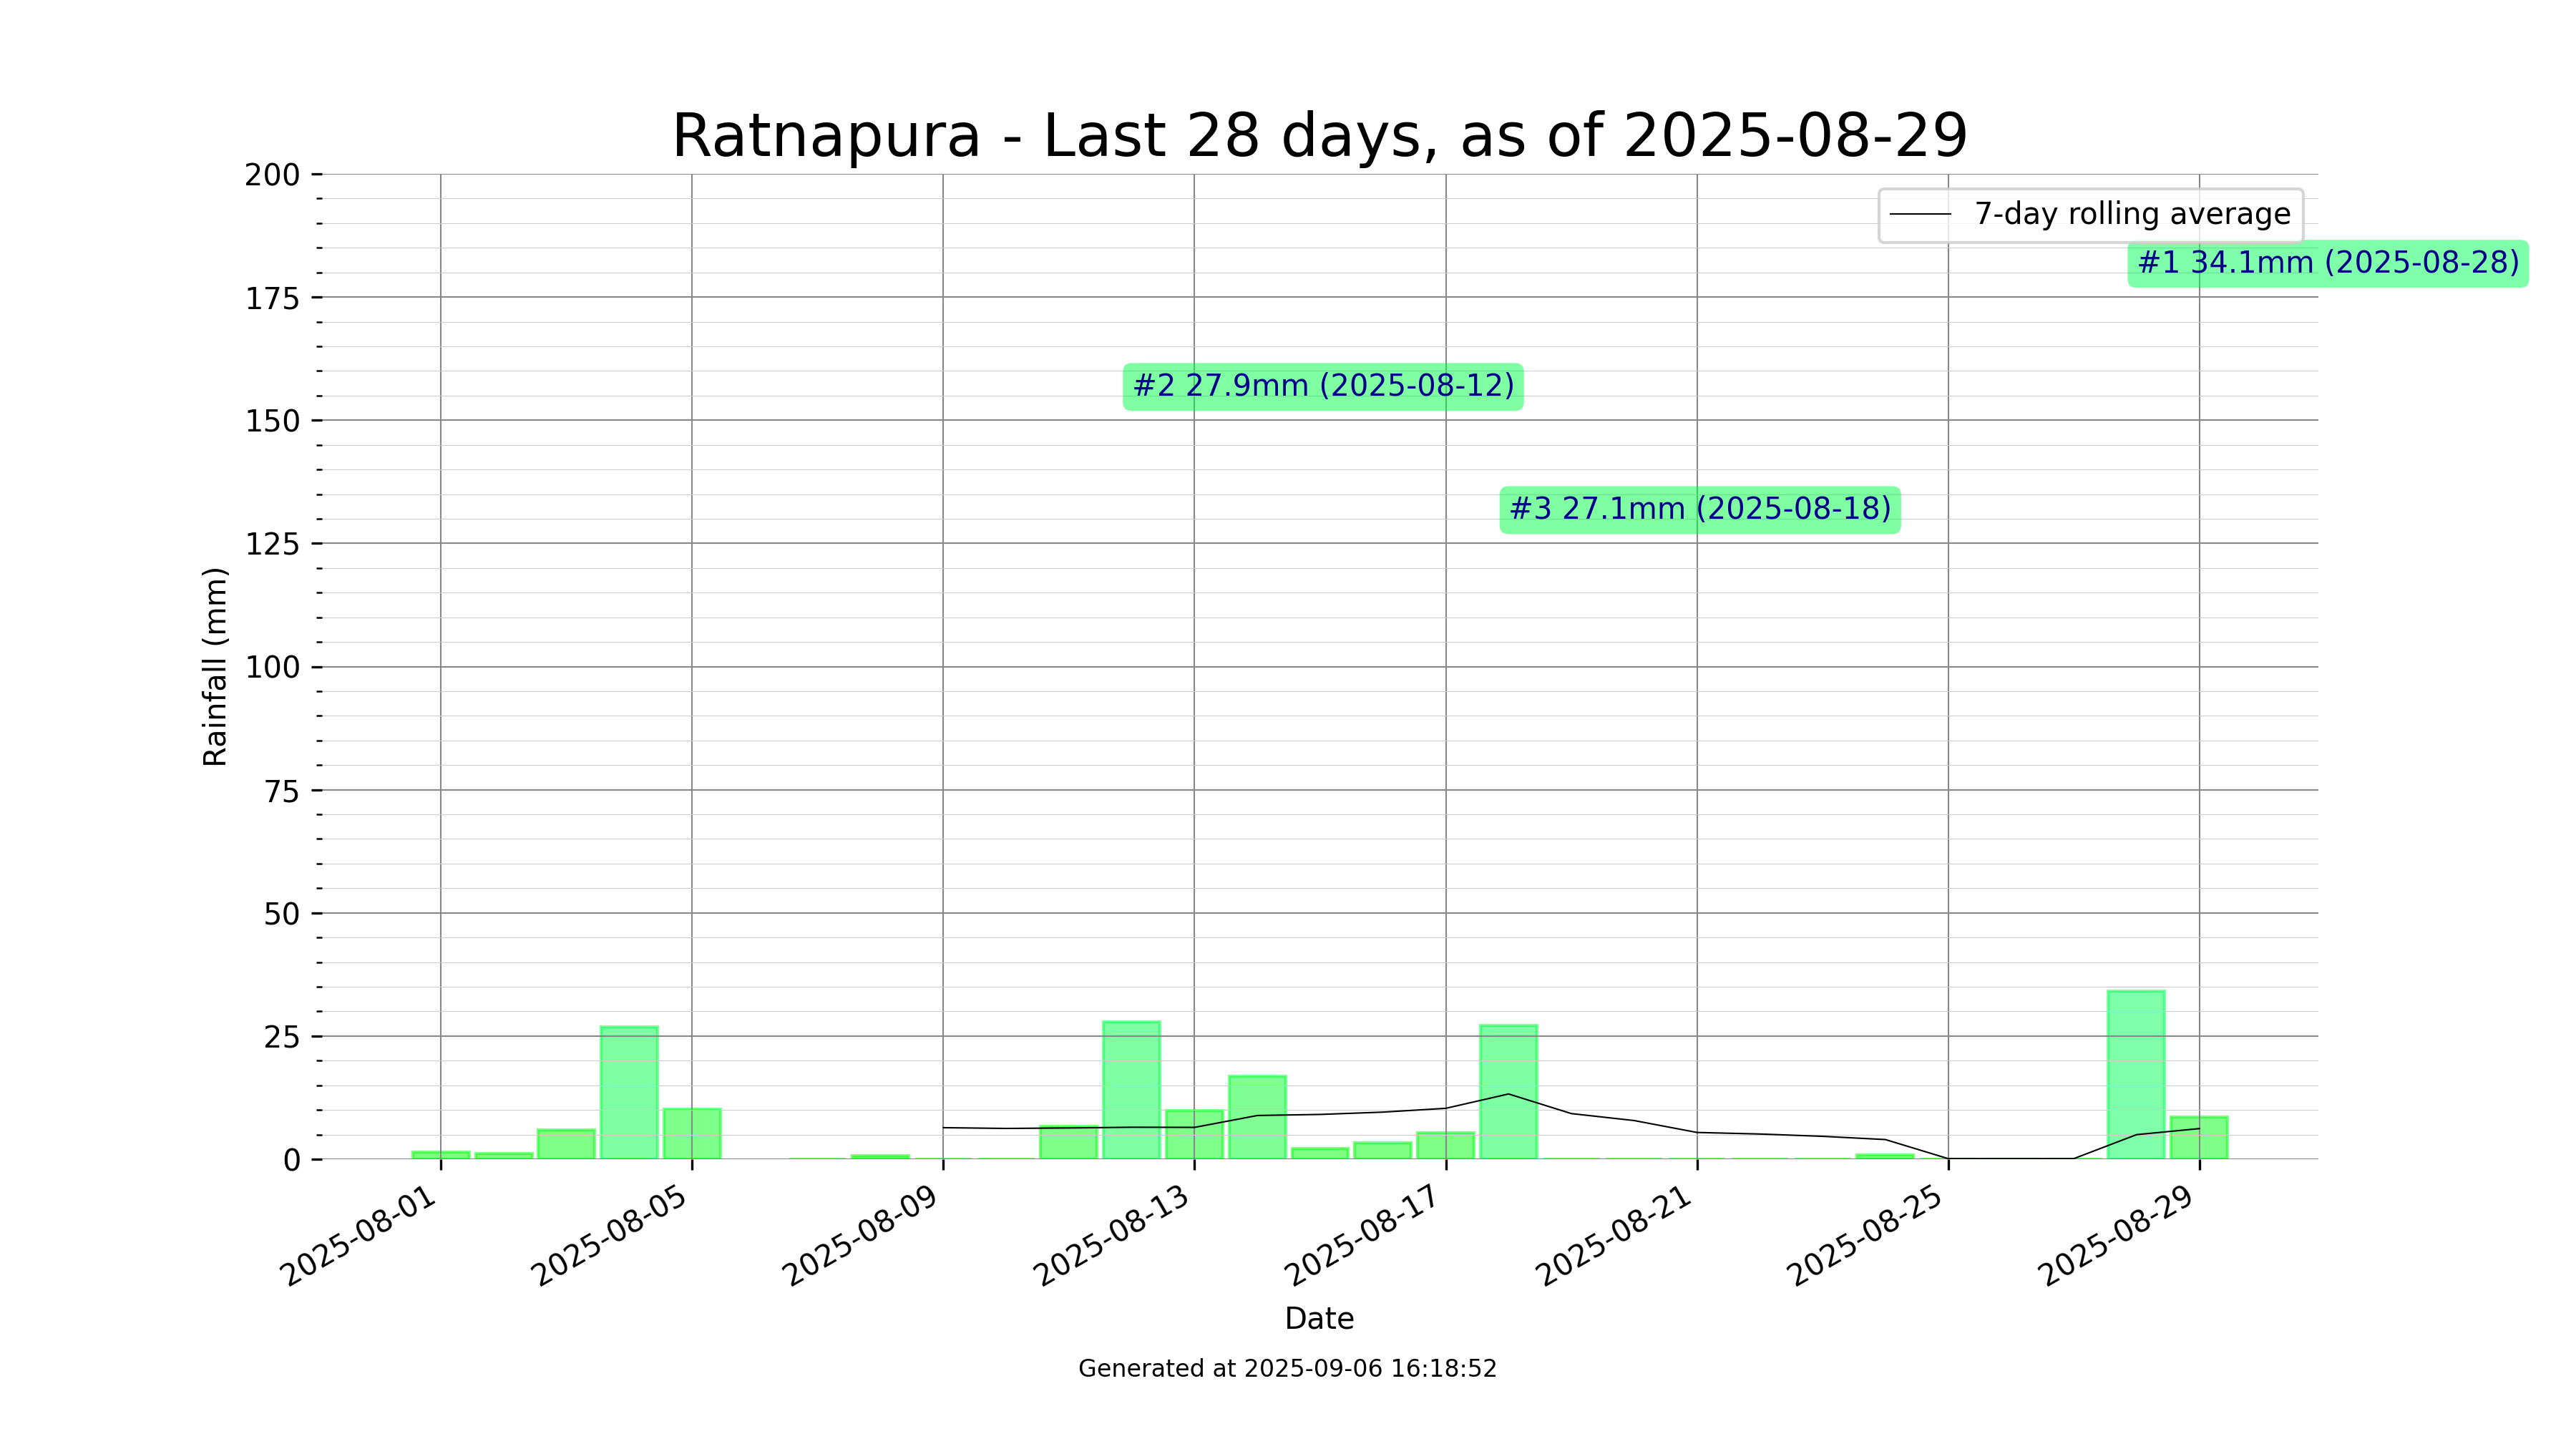 Ratnapura - Last 28 days, as of 2025-08-29
200
175
150
125
100
75
50
25
0
Rainfall (mm)
7-day rolling average
#1 34.1mm (2025-08-28)
#2 27.9mm (2025-08-12)
#3 27.1mm (2025-08-18)
2025-08-01
2025-08-05
2025-08-09
2025-08-13
2025-08-17
2025-08-21
2025-08-25
2025-08-29
Date
Generated at 2025-09-06 16:18:52